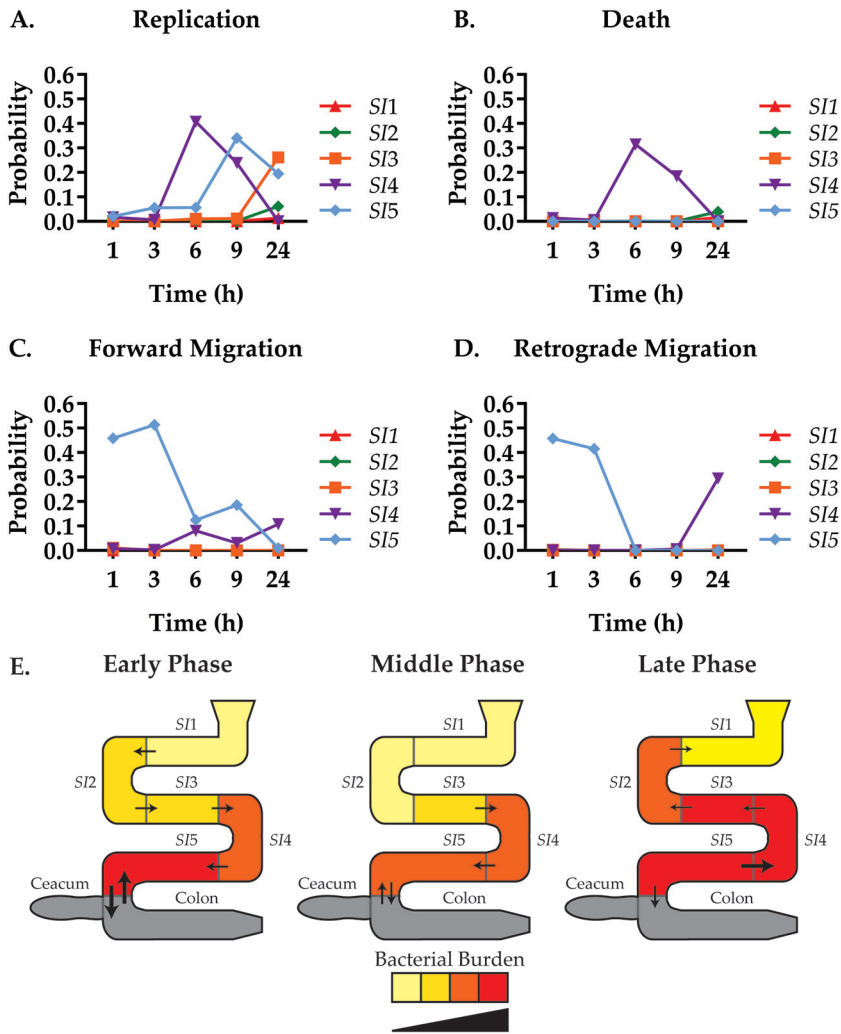 A. Replication
Probability
0.6
0.5
0.4
0.3
0.2
0.1
0.0
1 3 6 9 24
Time (h)
SI1
SI2
SI3
SI4
SI5
B. Death
Probability
0.6
0.5
0.4
0.3
0.2
0.1
0.0
1 3 6 9 24
Time (h)
SI1
SI2
SI3
SI4
SI5
C. Forward Migration
Probability
0.6
0.5
0.4
0.3
0.2
0.1
0.0
1 3 6 9 24
Time (h)
SI1
SI2
SI3
SI4
SI5
D. Retrograde Migration
Probability
0.6
0.5
0.4
0.3
0.2
0.1
0.0
1 3 6 9 24
Time (h)
SI1
SI2
SI3
SI4
SI5
E.
Early Phase
SI1
SI2
SI3
SI4
SI5
Ceacum
Colon
Middle Phase
SI1
SI2
SI3
SI4
SI5
Ceacum
Colon
Late Phase
SI1
SI2
SI3
SI4
SI5
Ceacum
Colon
Bacterial Burden